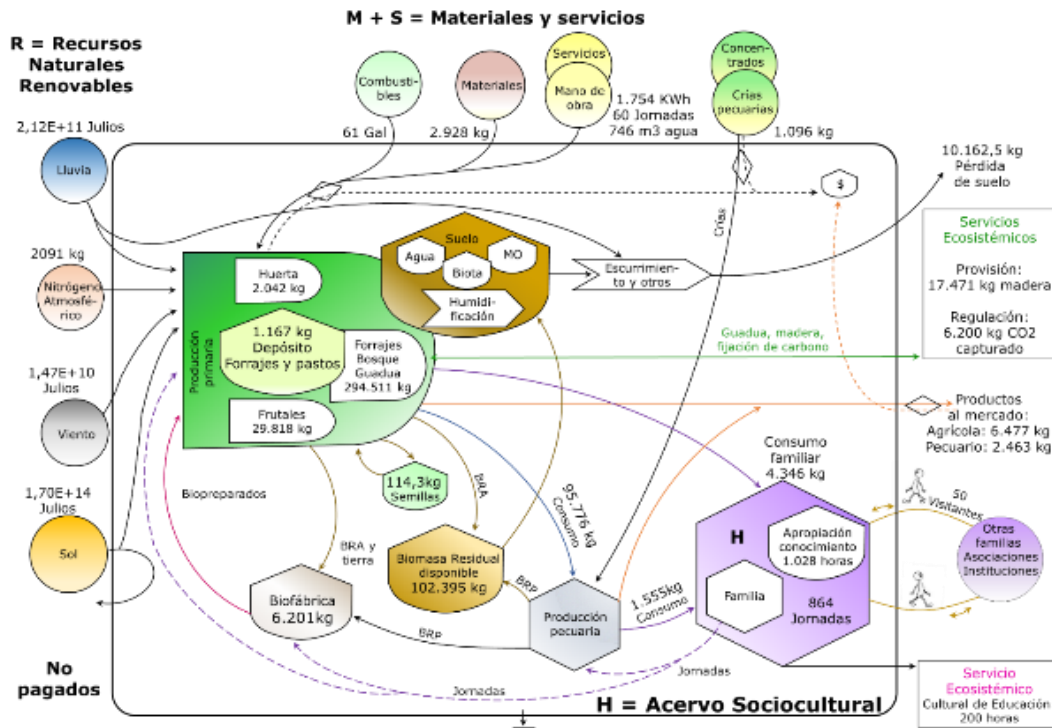 M + S = Materiales y servicios
R = Recursos
Naturales
Renovables
Combusti-
bles
Materiales
Servicios
Mano de
obra
Concen-
trados
Crías
pecuarias
61 Gal
2.928 kg
1.754 KWh
60 Jornadas
746 m3 agua
1.096 kg
2,12E+11 Julios
Lluvia
2091 kg
Nitrógeno
Atmosfé-
rico
1,47E+10
Julios
Viento
1,70E+14
Julios
Sol
No
pagados
$
10.162,5 kg
Pérdida
de suelo
Crías
Suelo
Agua
Biota
MO
Humidi-
ficación
Escurrimien-
to y otros
Producción
primaria
Huerta
2.042 kg
1.167 kg
Depósito
Forrajes y pastos
Forrajes
Bosque
Guadua
294.511 kg
Frutales
29.818 kg
Guadua, madera,
fijación de carbono
Servicios
Ecosistémicos
Provisión:
17.471 kg madera
Regulación:
6.200 kg CO2
capturado
Productos
al mercado:
Agrícola: 6.477 kg
Pecuario: 2.463 kg
Biopreparados
114,3kg
Semillas
BRA
BRA y
tierra
95.776 kg
Consumo
Biomasa Residual
disponible
102.395 kg
Biofábrica
6.201kg
BRP
BRP
Producción
pecuaria
1.555kg
Consumo
Consumo
familiar
4.346 kg
H
Apropiación
conocimiento
1.028 horas
Familia
864
Jornadas
50
Visitantes
Otras
familias
Asociaciones
Instituciones
Jornadas
Jornadas
H = Acervo Sociocultural
Servicio
Ecosistémico
Cultural de Educación
200 horas